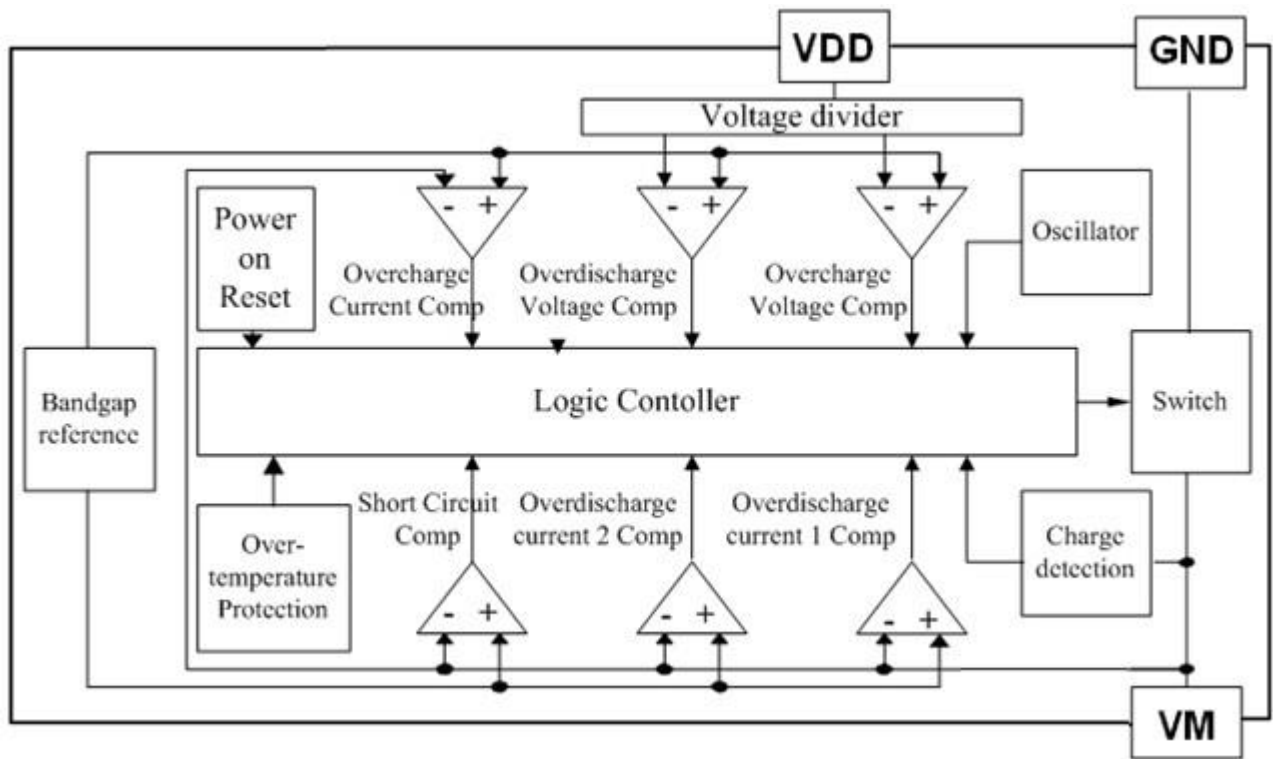 VDD
GND
Voltage divider
- +
- +
- +
Power
on
Reset
Oscillator
Overcharge
Current Comp
Overdischarge
Voltage Comp
Overcharge
Voltage Comp
Bandgap
reference
Logic Contoller
Switch
Short Circuit
Comp
Overdischarge
current 2 Comp
Overdischarge
current 1 Comp
Over-
temperature
Protection
Charge
detection
- +
- +
- +
VM